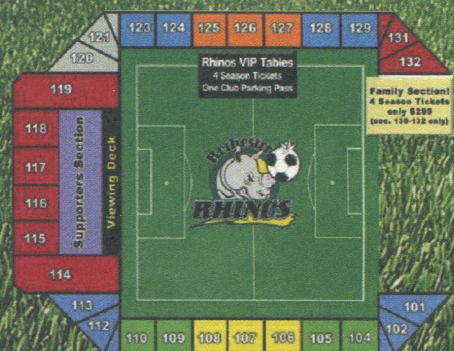 123 124 125 126 127 128 129
121
120
131
132
Rhinos VIP Tables
4 Season Tickets
One Club Parking Pass
Family Section!
4 Season Tickets
only $299
(sec. 130-132 only)
119
118
117
116
115
114
Supporters Section
Viewing Deck
Rochester
RHINOS
113
112
101
102
110 109 108 107 106 105 104